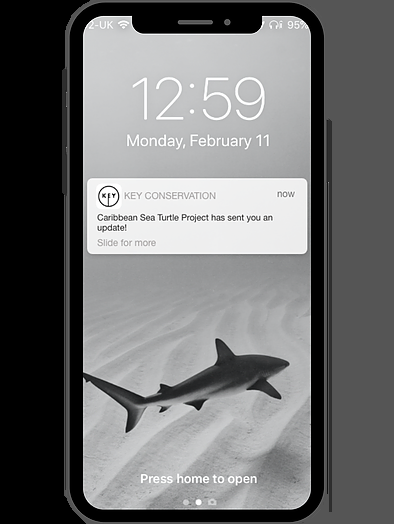 2-UK 95%
12:59
Monday, February 11
KEY
KEY CONSERVATION now
Caribbean Sea Turtle Project has sent you an
update!
Slide for more
Press home to open